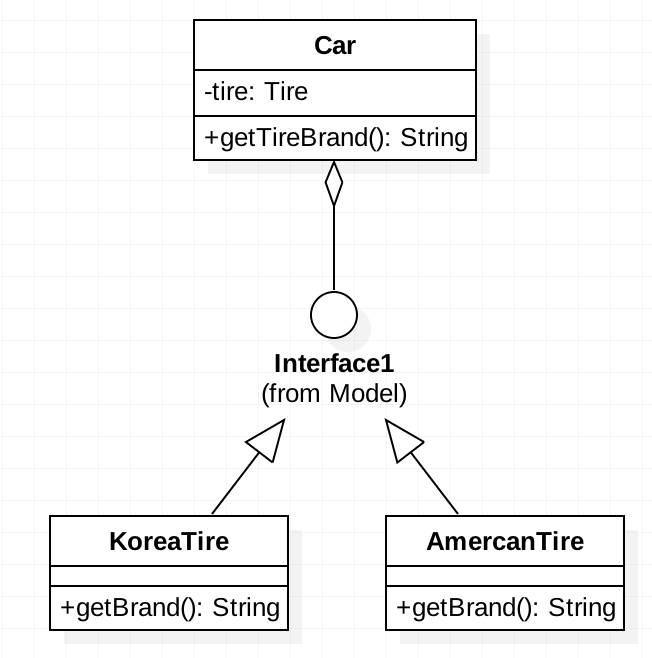 Car
-tire: Tire
+getTireBrand(): String
Interface1
(from Model)
KoreaTire
+getBrand(): String
AmercanTire
+getBrand(): String